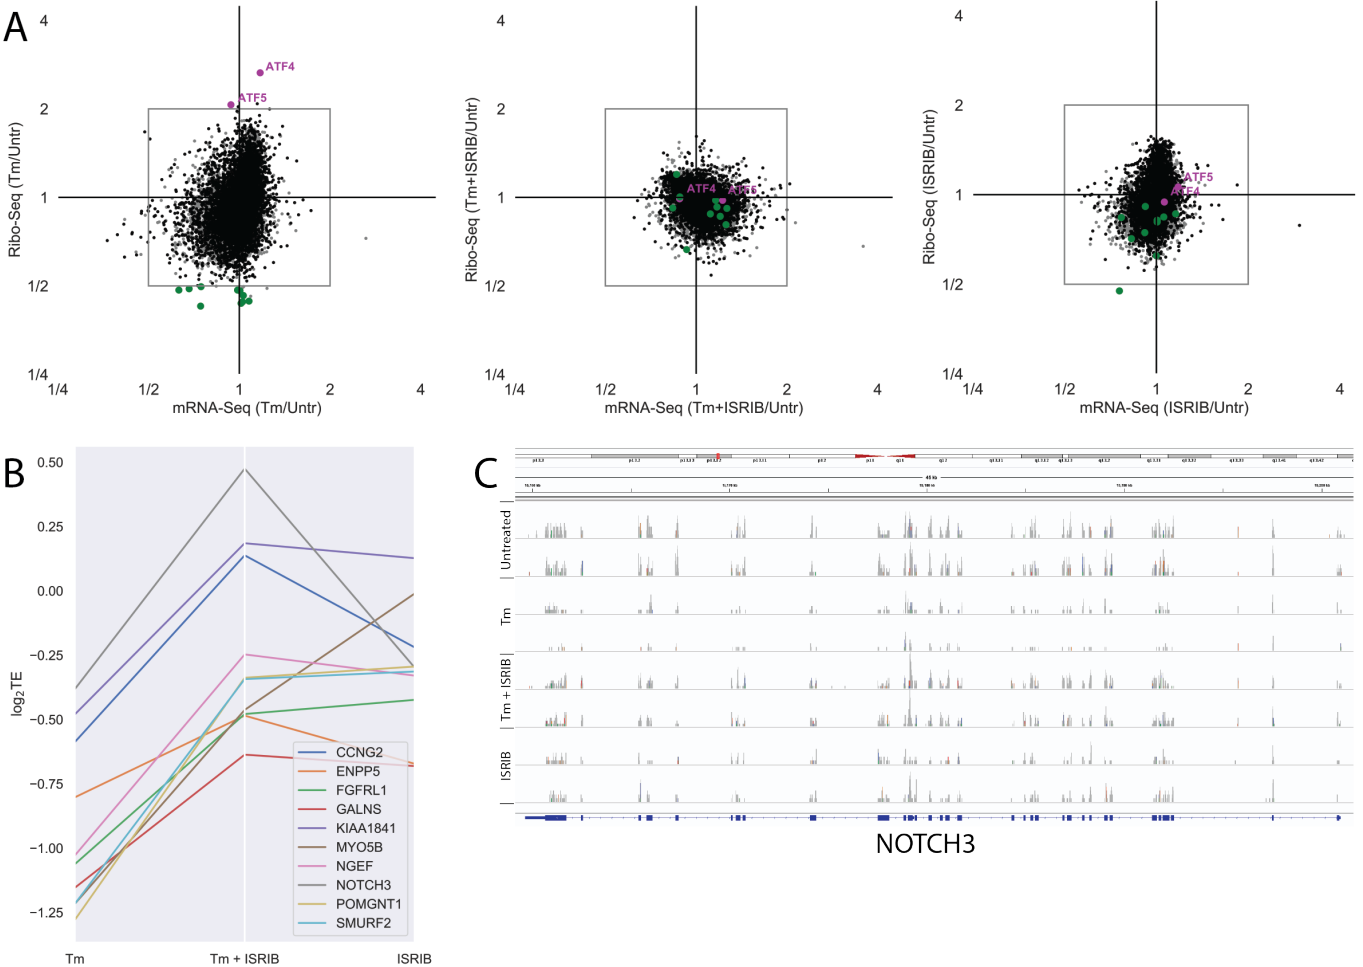 A
4
2
1
1/2
1/4
1/4
1/2
1
2
4
Ribo-Seq (Tm/Untr)
mRNA-Seq (Tm/Untr)
ATF4
ATF5
4
2
1
1/2
1/4
1/4
1/2
1
2
4
Ribo-Seq (Tm+ISRIB/Untr)
mRNA-Seq (Tm+ISRIB/Untr)
ATF4
ATF5
4
2
1
1/2
1/4
1/4
1/2
1
2
4
Ribo-Seq (ISRIB/Untr)
mRNA-Seq (ISRIB/Untr)
ATF5
ATF4
B
0.50
0.25
0.00
−0.25
−0.50
−0.75
−1.00
−1.25
log2TE
Tm
Tm + ISRIB
ISRIB
CCNG2
ENPP5
FGFRL1
GALNS
KIAA1841
MYO5B
NGEF
NOTCH3
POMGNT1
SMURF2
C
Untreated
Tm
Tm + ISRIB
ISRIB
NOTCH3